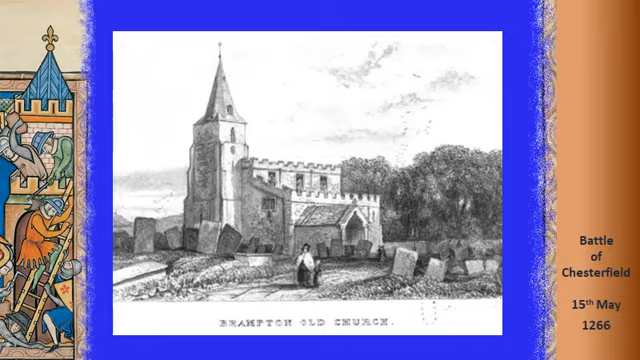 BRAMPTON OLD CHURCH.
Battle
of
Chesterfield
15th May
1266